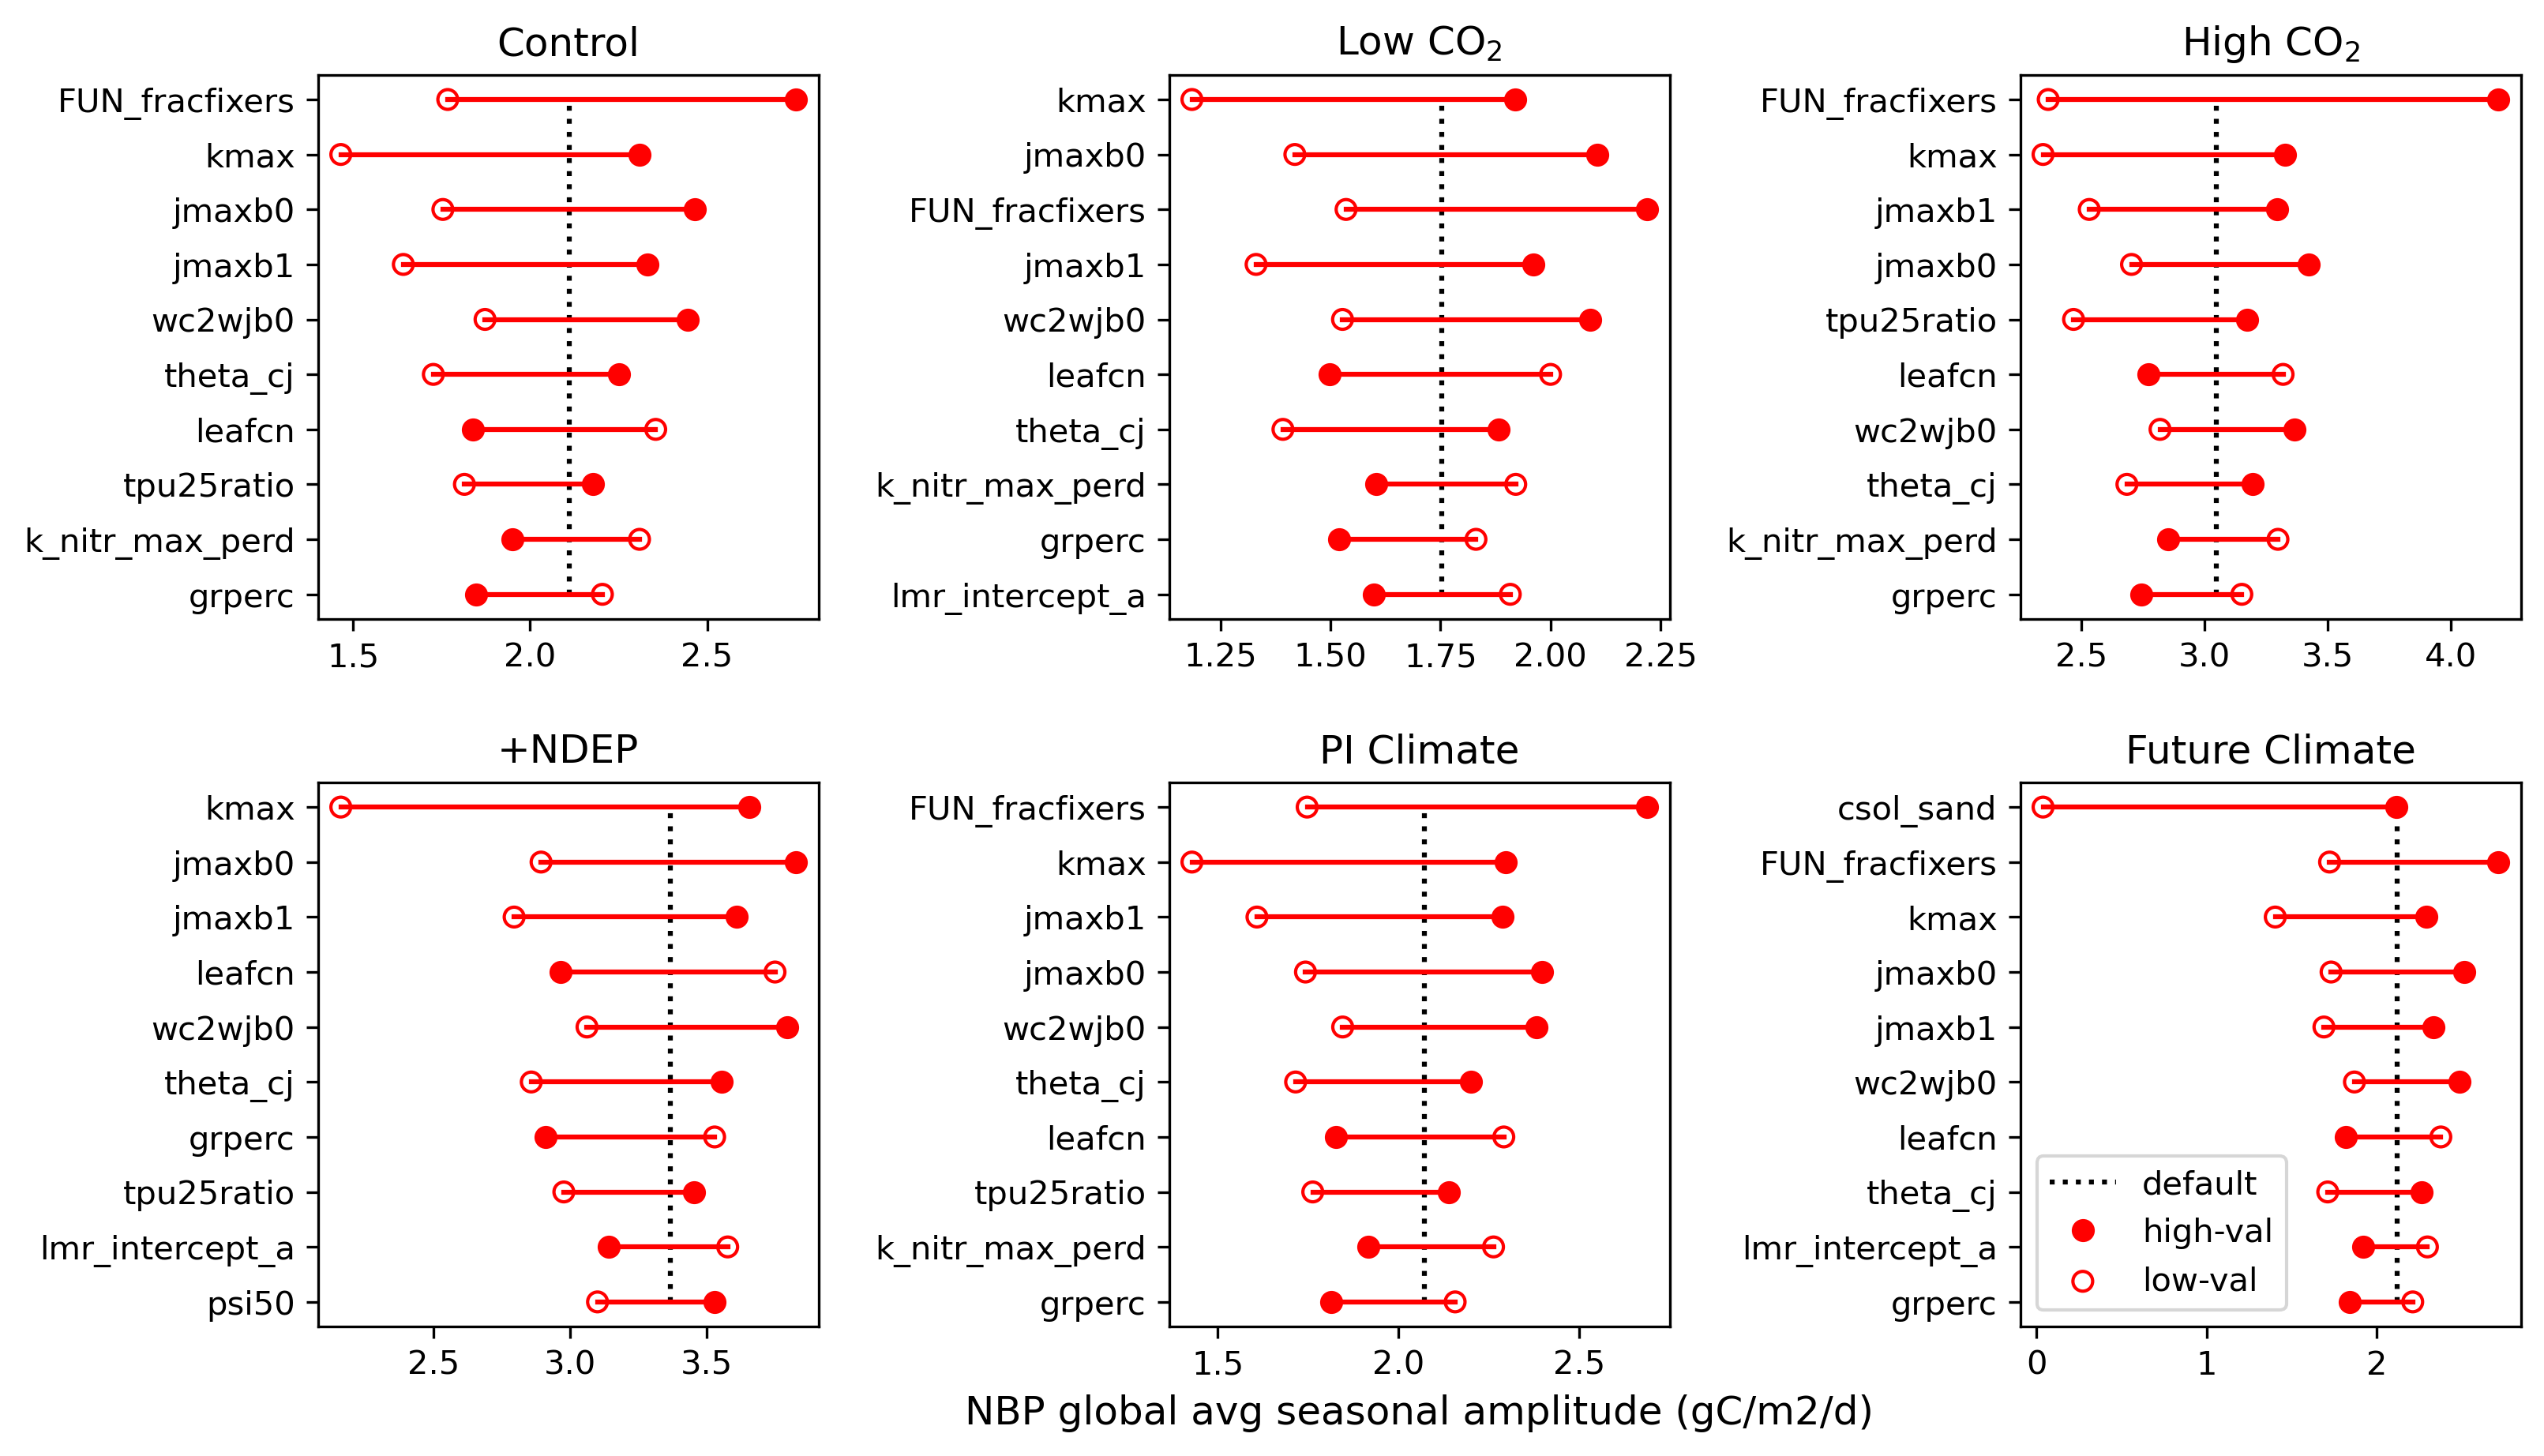 Control
FUN_fracfixers
kmax
jmaxb0
jmaxb1
wc2wjb0
theta_cj
leafcn
tpu25ratio
k_nitr_max_perd
grperc
1.5 2.0 2.5
Low CO2
kmax
jmaxb0
FUN_fracfixers
jmaxb1
wc2wjb0
leafcn
theta_cj
k_nitr_max_perd
grperc
lmr_intercept_a
1.25 1.50 1.75 2.00 2.25
High CO2
FUN_fracfixers
kmax
jmaxb1
jmaxb0
tpu25ratio
leafcn
wc2wjb0
theta_cj
k_nitr_max_perd
grperc
2.5 3.0 3.5 4.0
+NDEP
kmax
jmaxb0
jmaxb1
leafcn
wc2wjb0
theta_cj
grperc
tpu25ratio
lmr_intercept_a
psi50
2.5 3.0 3.5
PI Climate
FUN_fracfixers
kmax
jmaxb1
jmaxb0
wc2wjb0
theta_cj
leafcn
tpu25ratio
k_nitr_max_perd
grperc
1.5 2.0 2.5
Future Climate
csol_sand
FUN_fracfixers
kmax
jmaxb0
jmaxb1
wc2wjb0
leafcn
theta_cj
lmr_intercept_a
grperc
default
high-val
low-val
0 1 2
NBP global avg seasonal amplitude (gC/m2/d)